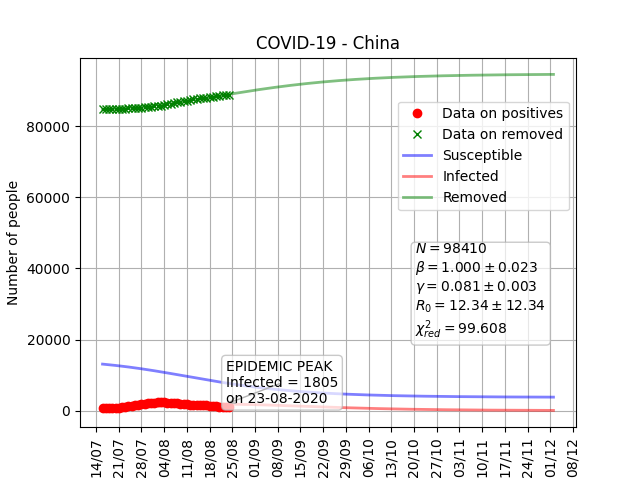 COVID-19 - China
Number of people
80000
60000
40000
20000
0
Data on positives
Data on removed
Susceptible
Infected
Removed
N = 98410
β = 1.000 ± 0.023
γ = 0.081 ± 0.003
R₀ = 12.34 ± 12.34
χ²red = 99.608
EPIDEMIC PEAK
Infected = 1805
on 23-08-2020
14/07
21/07
28/07
04/08
11/08
18/08
25/08
01/09
08/09
15/09
22/09
29/09
06/10
13/10
20/10
27/10
03/11
10/11
17/11
24/11
01/12
08/12